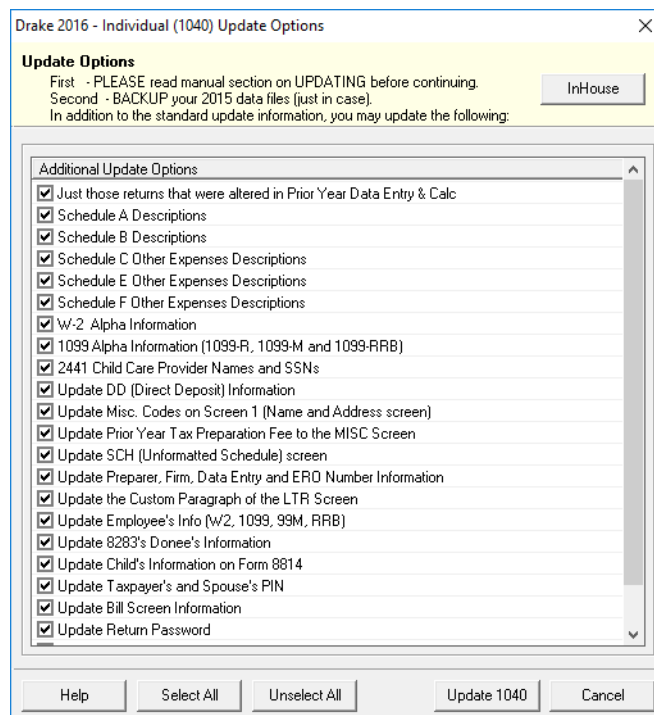 Drake 2016 - Individual (1040) Update Options
Update Options
First - PLEASE read manual section on UPDATING before continuing.
Second - BACKUP your 2015 data files (just in case).
In addition to the standard update information, you may update the following:
InHouse
Additional Update Options
Just those returns that were altered in Prior Year Data Entry & Calc
Schedule A Descriptions
Schedule B Descriptions
Schedule C Other Expenses Descriptions
Schedule E Other Expenses Descriptions
Schedule F Other Expenses Descriptions
W-2 Alpha Information
1099 Alpha Information (1099-R, 1099-M and 1099-RRB)
2441 Child Care Provider Names and SSNs
Update DD (Direct Deposit) Information
Update Misc. Codes on Screen 1 (Name and Address screen)
Update Prior Year Tax Preparation Fee to the MISC Screen
Update SCH (Unformatted Schedule) screen
Update Preparer, Firm, Data Entry and ERO Number Information
Update the Custom Paragraph of the LTR Screen
Update Employee's Info (W2, 1099, 99M, RRB)
Update 8283's Donee's Information
Update Child's Information on Form 8814
Update Taxpayer's and Spouse's PIN
Update Bill Screen Information
Update Return Password
Help
Select All
Unselect All
Update 1040
Cancel